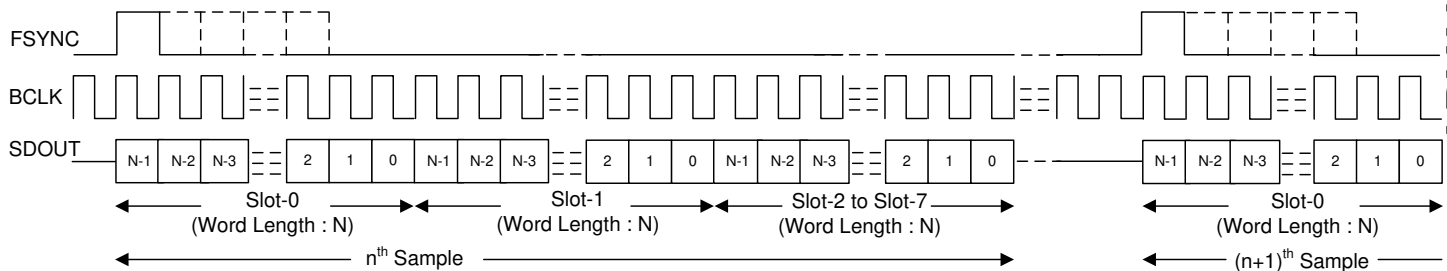 FSYNC
BCLK
SDOUT N-1 N-2 N-3 2 1 0 N-1 N-2 N-3 2 1 0 N-1 N-2 N-3 2 1 0 N-1 N-2 N-3 2 1 0
Slot-0 Slot-1 Slot-2 to Slot-7 Slot-0
(Word Length : N) (Word Length : N) (Word Length : N) (Word Length : N)
nth Sample (n+1)th Sample